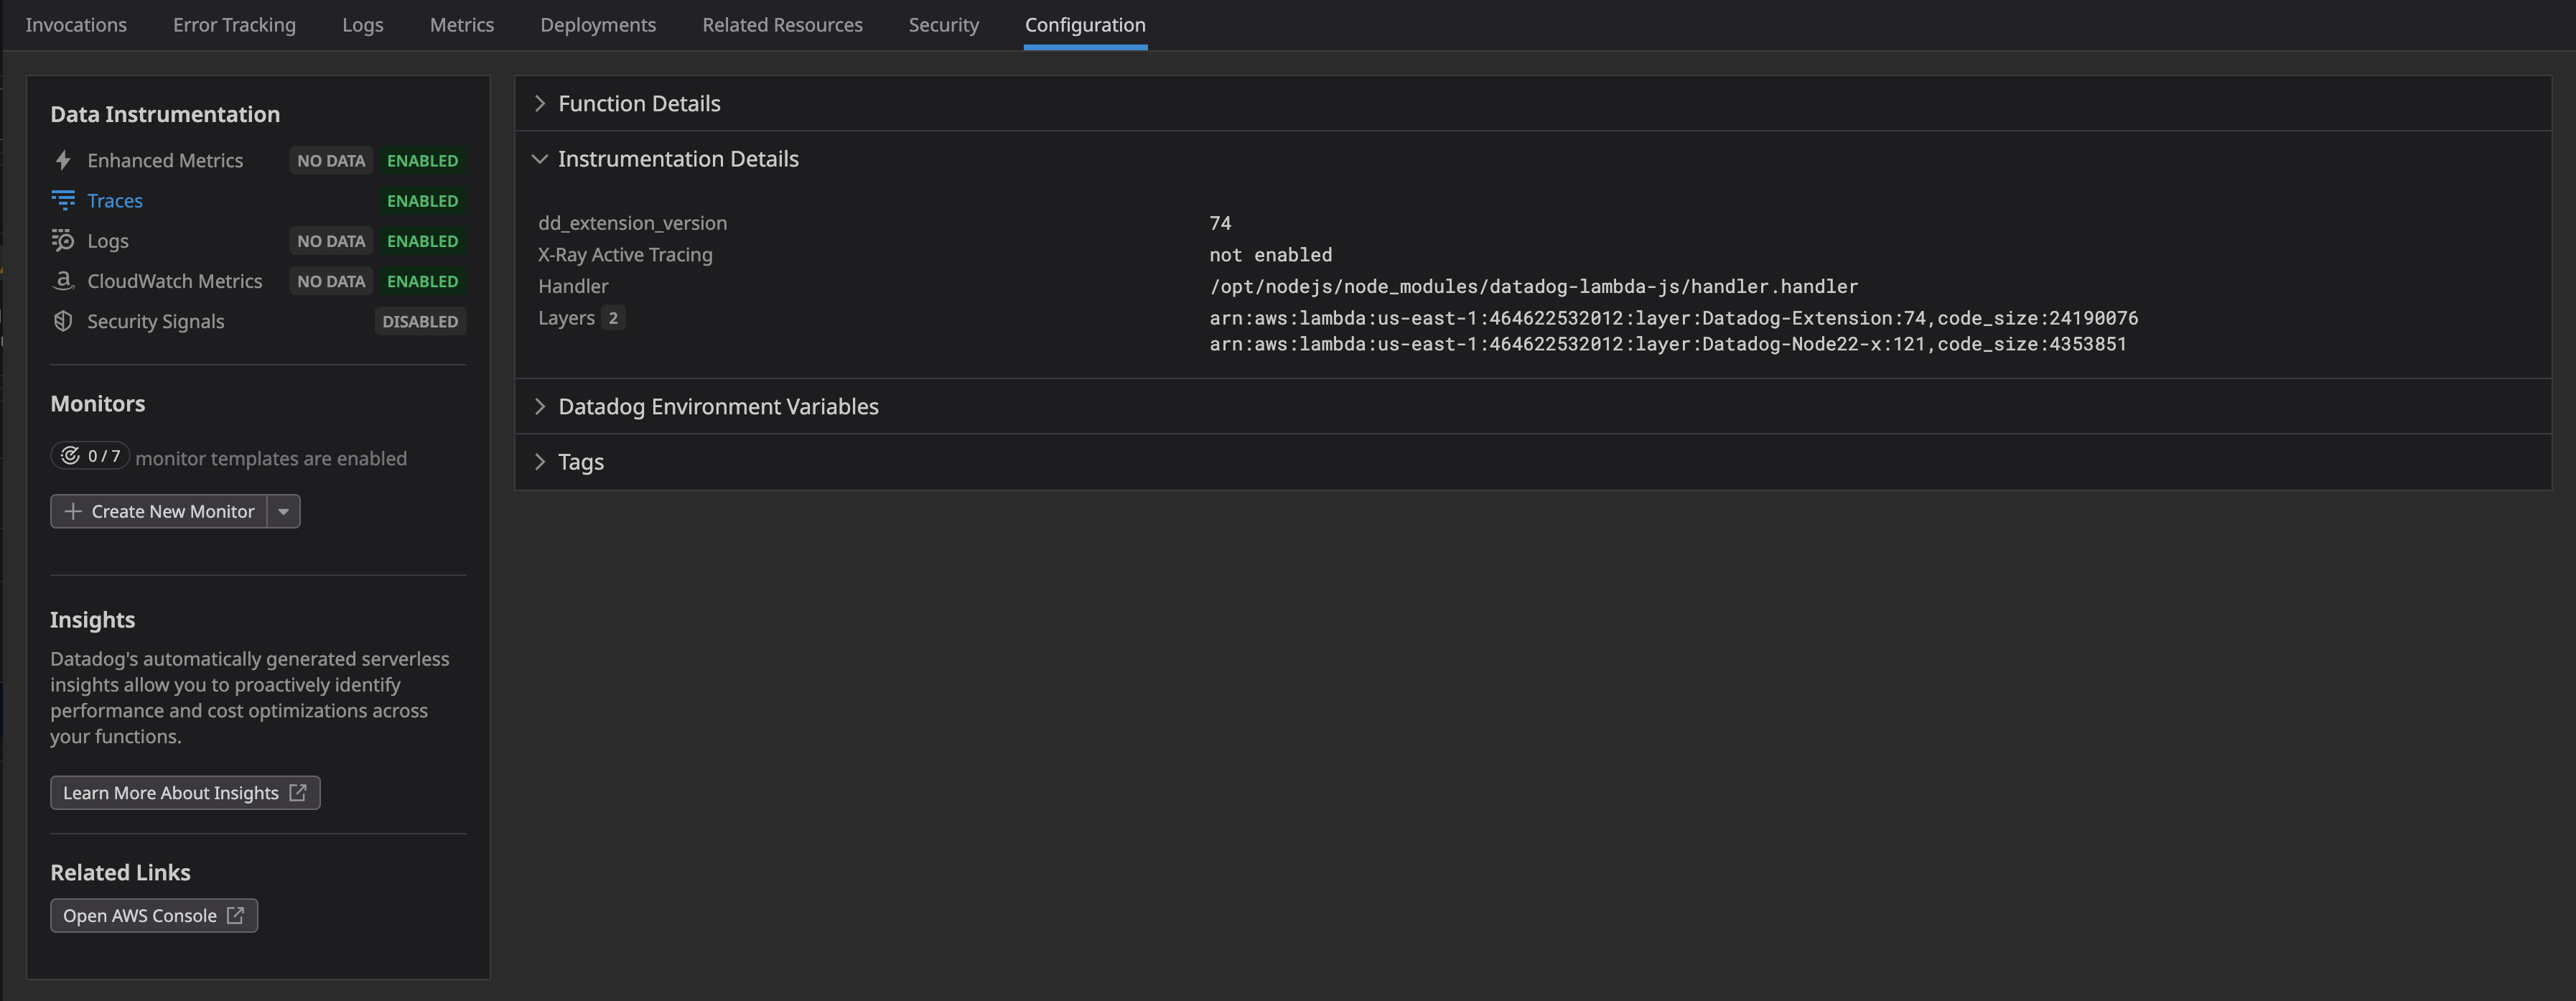 Invocations Error Tracking Logs Metrics Deployments Related Resources Security Configuration
Data Instrumentation
Enhanced Metrics NO DATA ENABLED
Traces ENABLED
Logs NO DATA ENABLED
CloudWatch Metrics NO DATA ENABLED
Security Signals DISABLED
Monitors
0 / 7 monitor templates are enabled
Create New Monitor
Insights
Datadog's automatically generated serverless
insights allow you to proactively identify
performance and cost optimizations across
your functions.
Learn More About Insights
Related Links
Open AWS Console
Function Details
Instrumentation Details
dd_extension_version 74
X-Ray Active Tracing not enabled
Handler /opt/nodejs/node_modules/datadog-lambda-js/handler.handler
Layers 2 arn:aws:lambda:us-east-1:464622532012:layer:Datadog-Extension:74,code_size:24190076
arn:aws:lambda:us-east-1:464622532012:layer:Datadog-Node22-x:121,code_size:4353851
Datadog Environment Variables
Tags